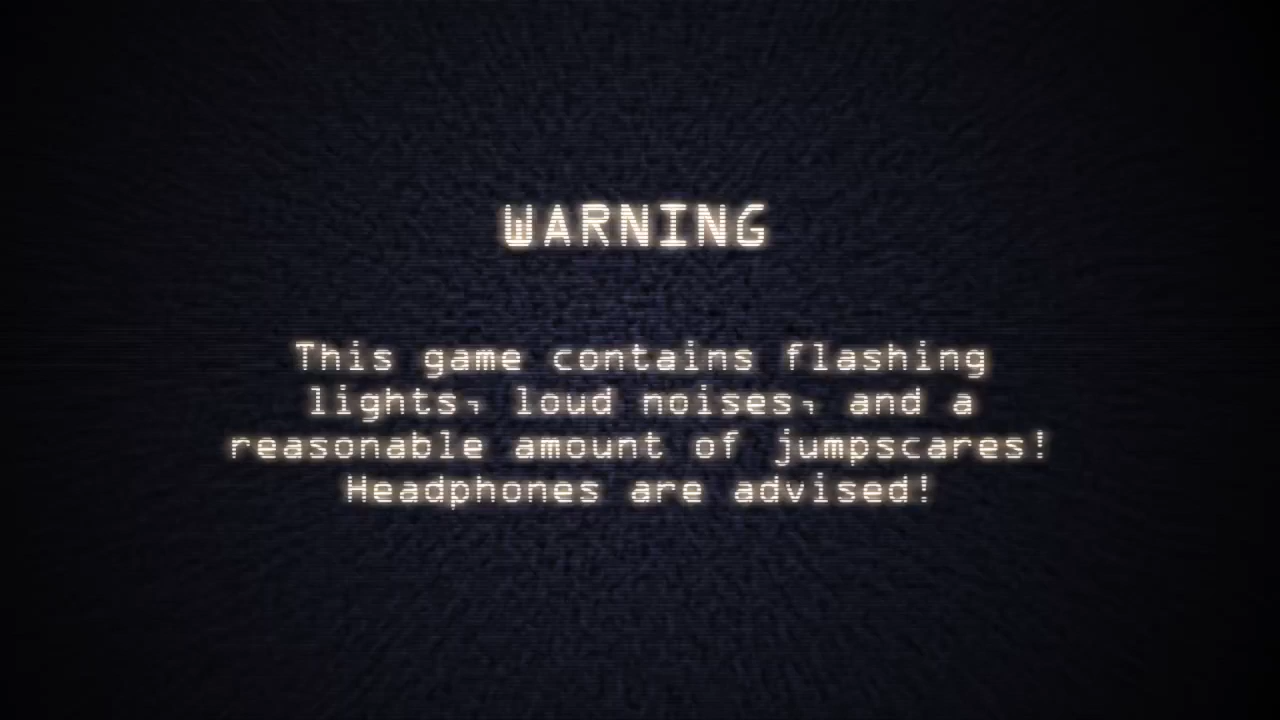 WARNING
This game contains flashing
lights, loud noises, and a
reasonable amount of jumpscares!
Headphones are advised!